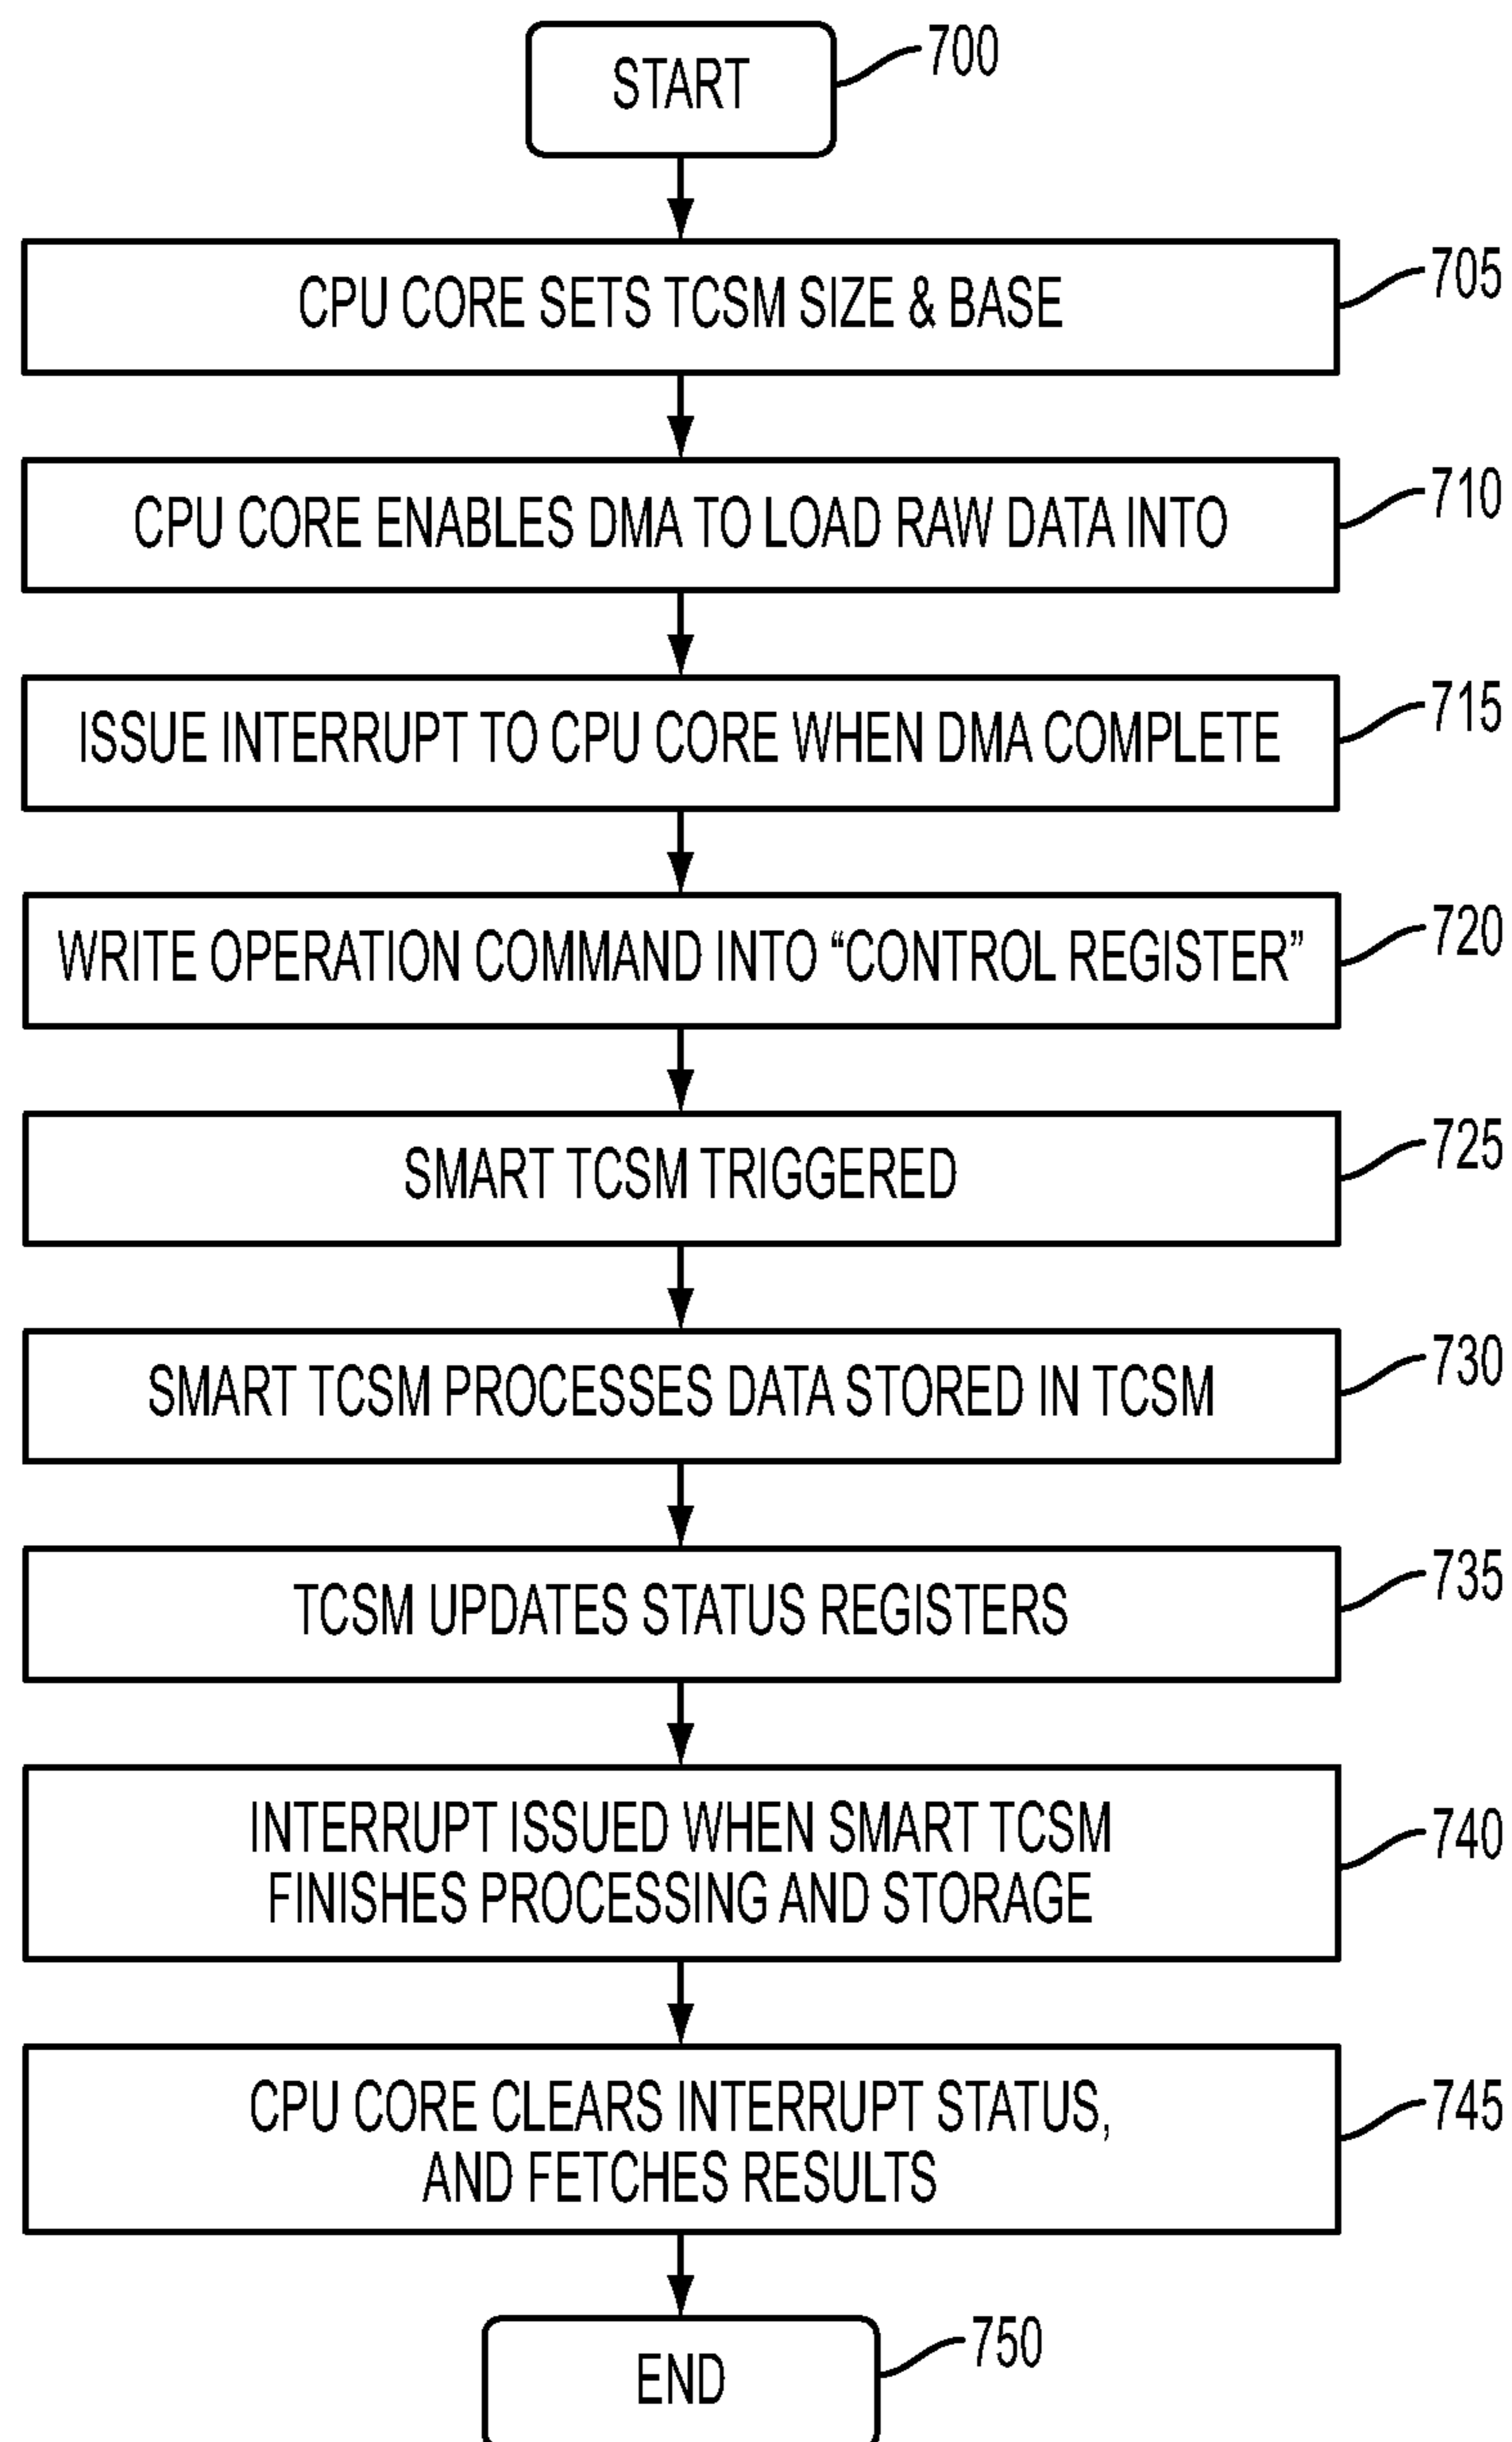 START
700
CPU CORE SETS TCSM SIZE & BASE
705
CPU CORE ENABLES DMA TO LOAD RAW DATA INTO
710
ISSUE INTERRUPT TO CPU CORE WHEN DMA COMPLETE
715
WRITE OPERATION COMMAND INTO “CONTROL REGISTER”
720
SMART TCSM TRIGGERED
725
SMART TCSM PROCESSES DATA STORED IN TCSM
730
TCSM UPDATES STATUS REGISTERS
735
INTERRUPT ISSUED WHEN SMART TCSM
FINISHES PROCESSING AND STORAGE
740
CPU CORE CLEARS INTERRUPT STATUS,
AND FETCHES RESULTS
745
END
750